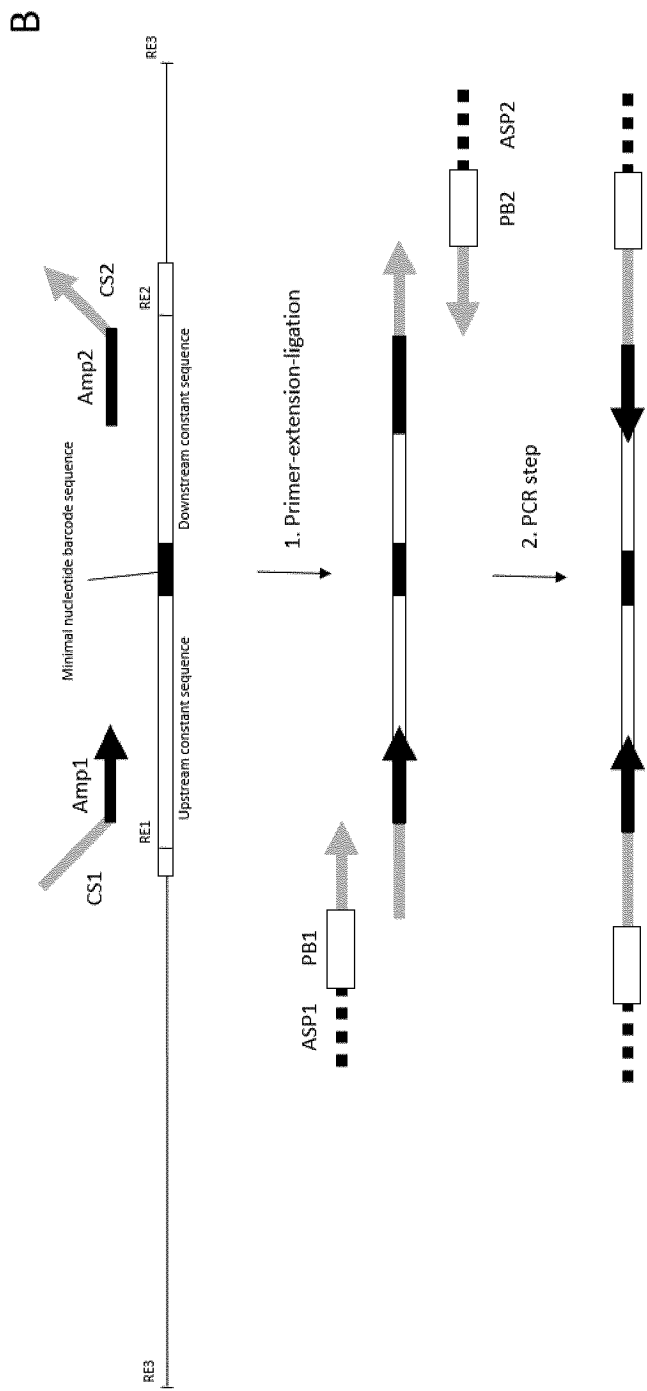 B
Minimal nucleotide barcode sequence
CS1
Amp1
Amp2
CS2
RE3
RE1
RE2
RE3
Upstream constant sequence
Downstream constant sequence
1. Primer-extension-ligation
ASP1
PB1
PB2
ASP2
2. PCR step